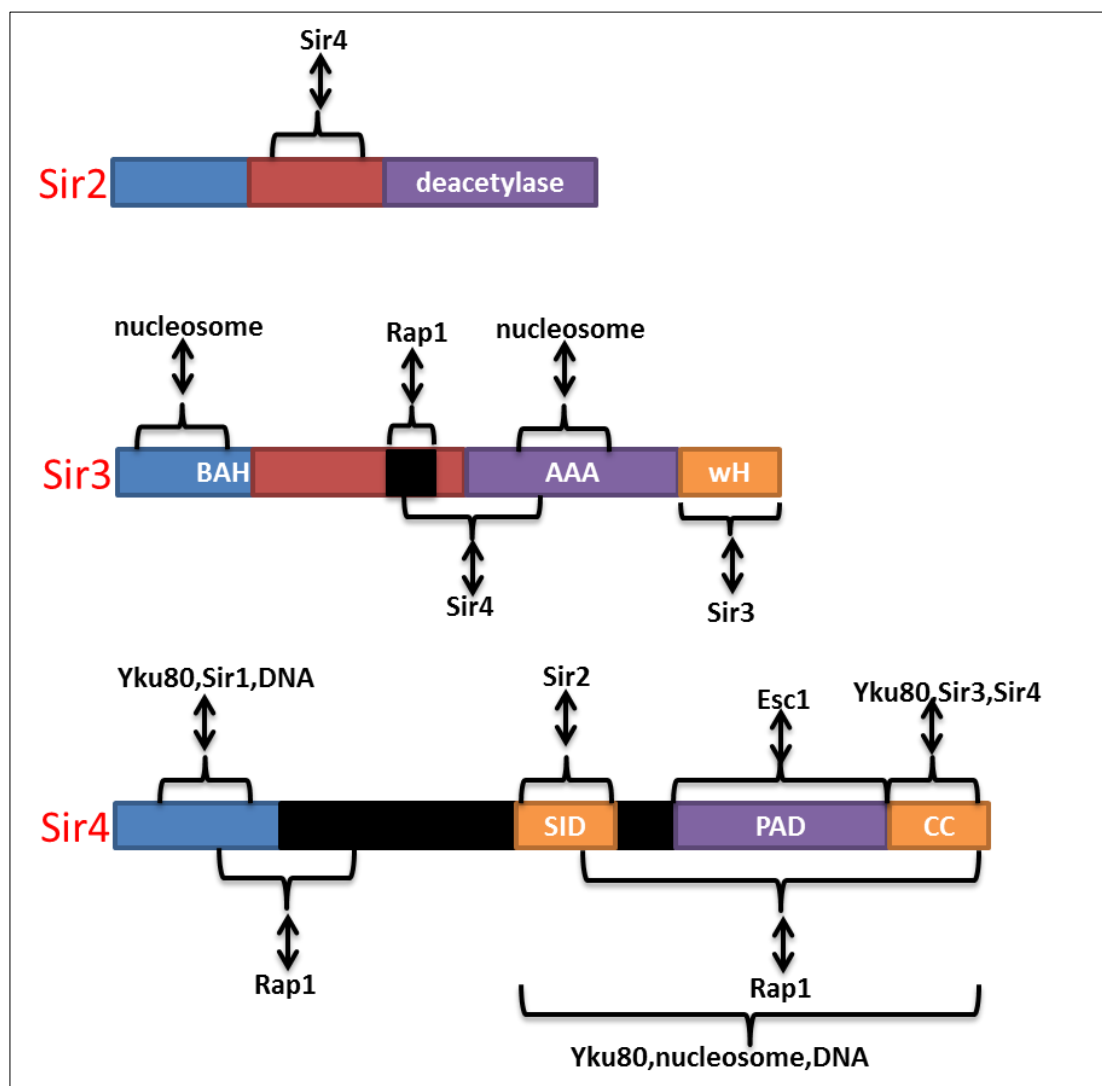 Sir4
Sir2
deacetylase
nucleosome
Rap1
nucleosome
Sir3
BAH
AAA
wH
Sir4
Sir3
Yku80,Sir1,DNA
Sir2
Esc1
Yku80,Sir3,Sir4
Sir4
SID
PAD
CC
Rap1
Rap1
Yku80,nucleosome,DNA